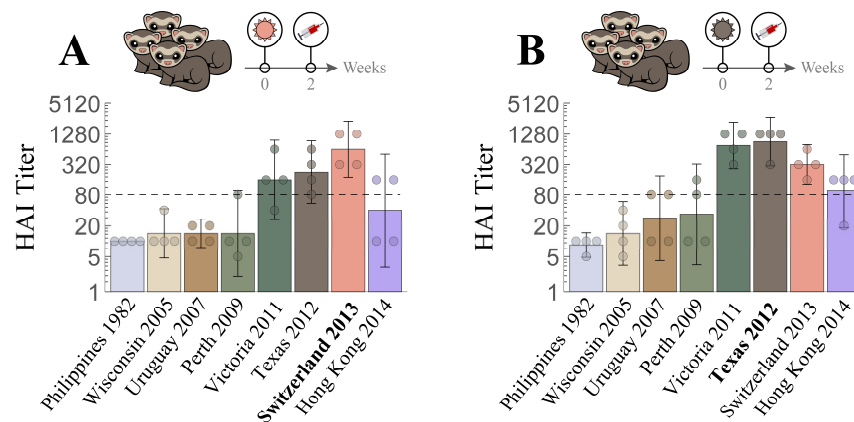 A
Weeks
0
2
HAI Titer
5120
1280
320
80
20
5
1
Philippines 1982
Wisconsin 2005
Uruguay 2007
Perth 2009
Victoria 2011
Texas 2012
Switzerland 2013
Hong Kong 2014
B
Weeks
0
2
HAI Titer
5120
1280
320
80
20
5
1
Philippines 1982
Wisconsin 2005
Uruguay 2007
Perth 2009
Victoria 2011
Texas 2012
Switzerland 2013
Hong Kong 2014